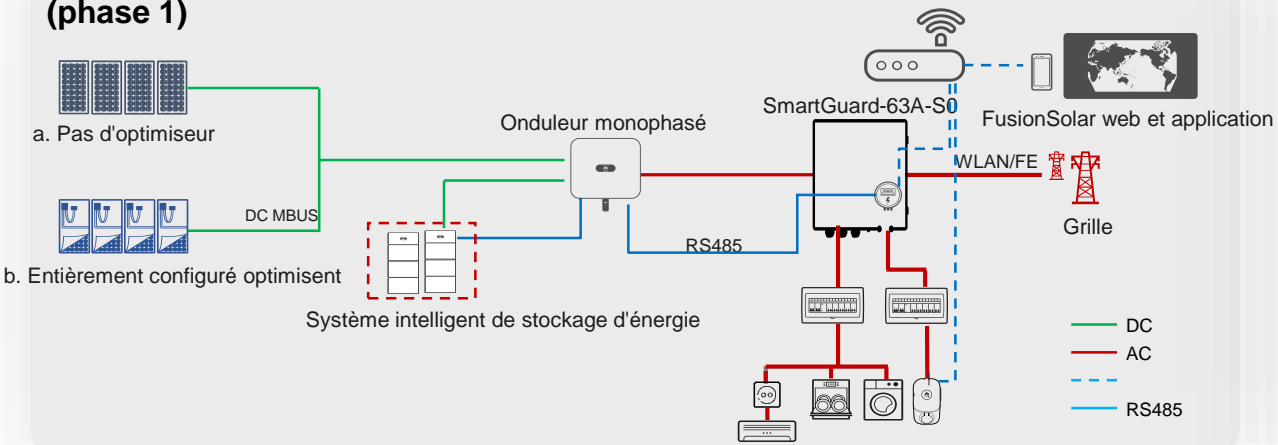 (phase 1)
a. Pas d'optimiseur
DC MBUS
b. Entièrement configuré optimisent
Onduleur monophasé
Système intelligent de stockage d'énergie
RS485
SmartGuard-63A-S0
FusionSolar web et application
WLAN/FE
Grille
DC
AC
RS485